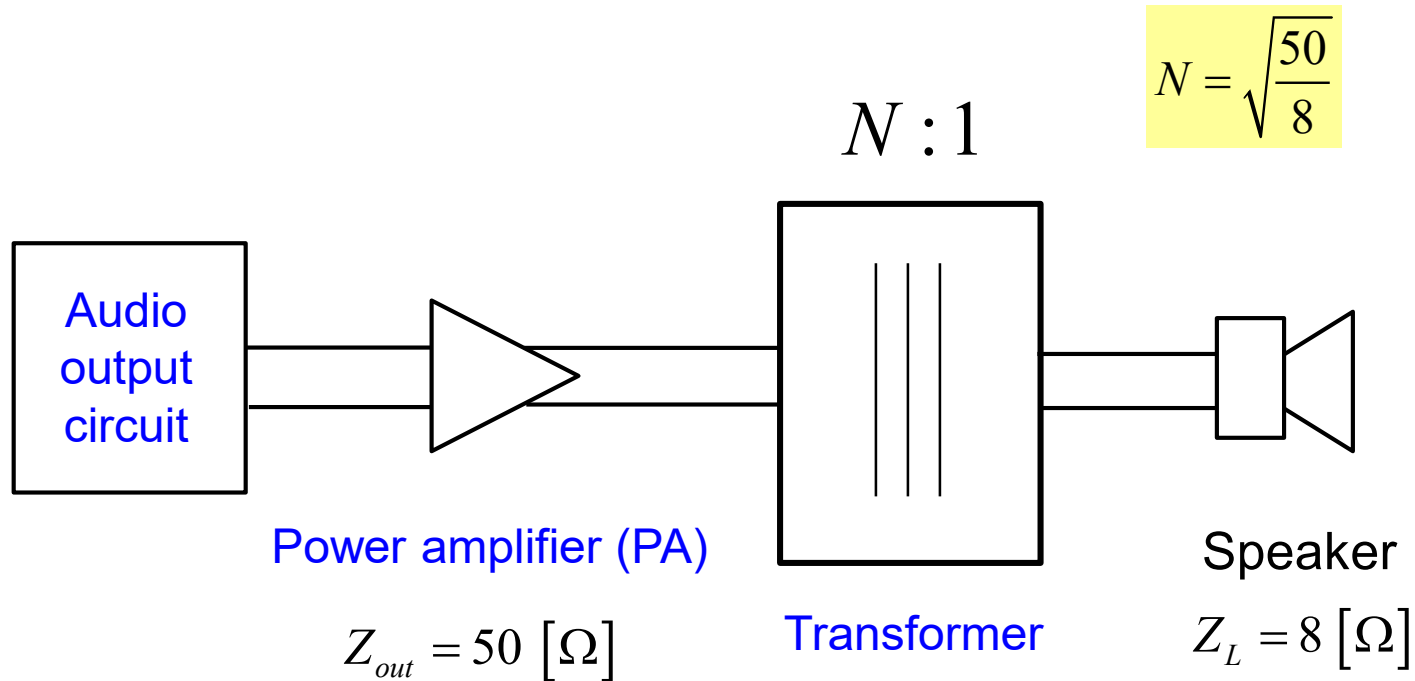 N = √(50/8)
N : 1
Audio
output
circuit
Power amplifier (PA)
Transformer
Speaker
Z_out = 50 [Ω]
Z_L = 8 [Ω]